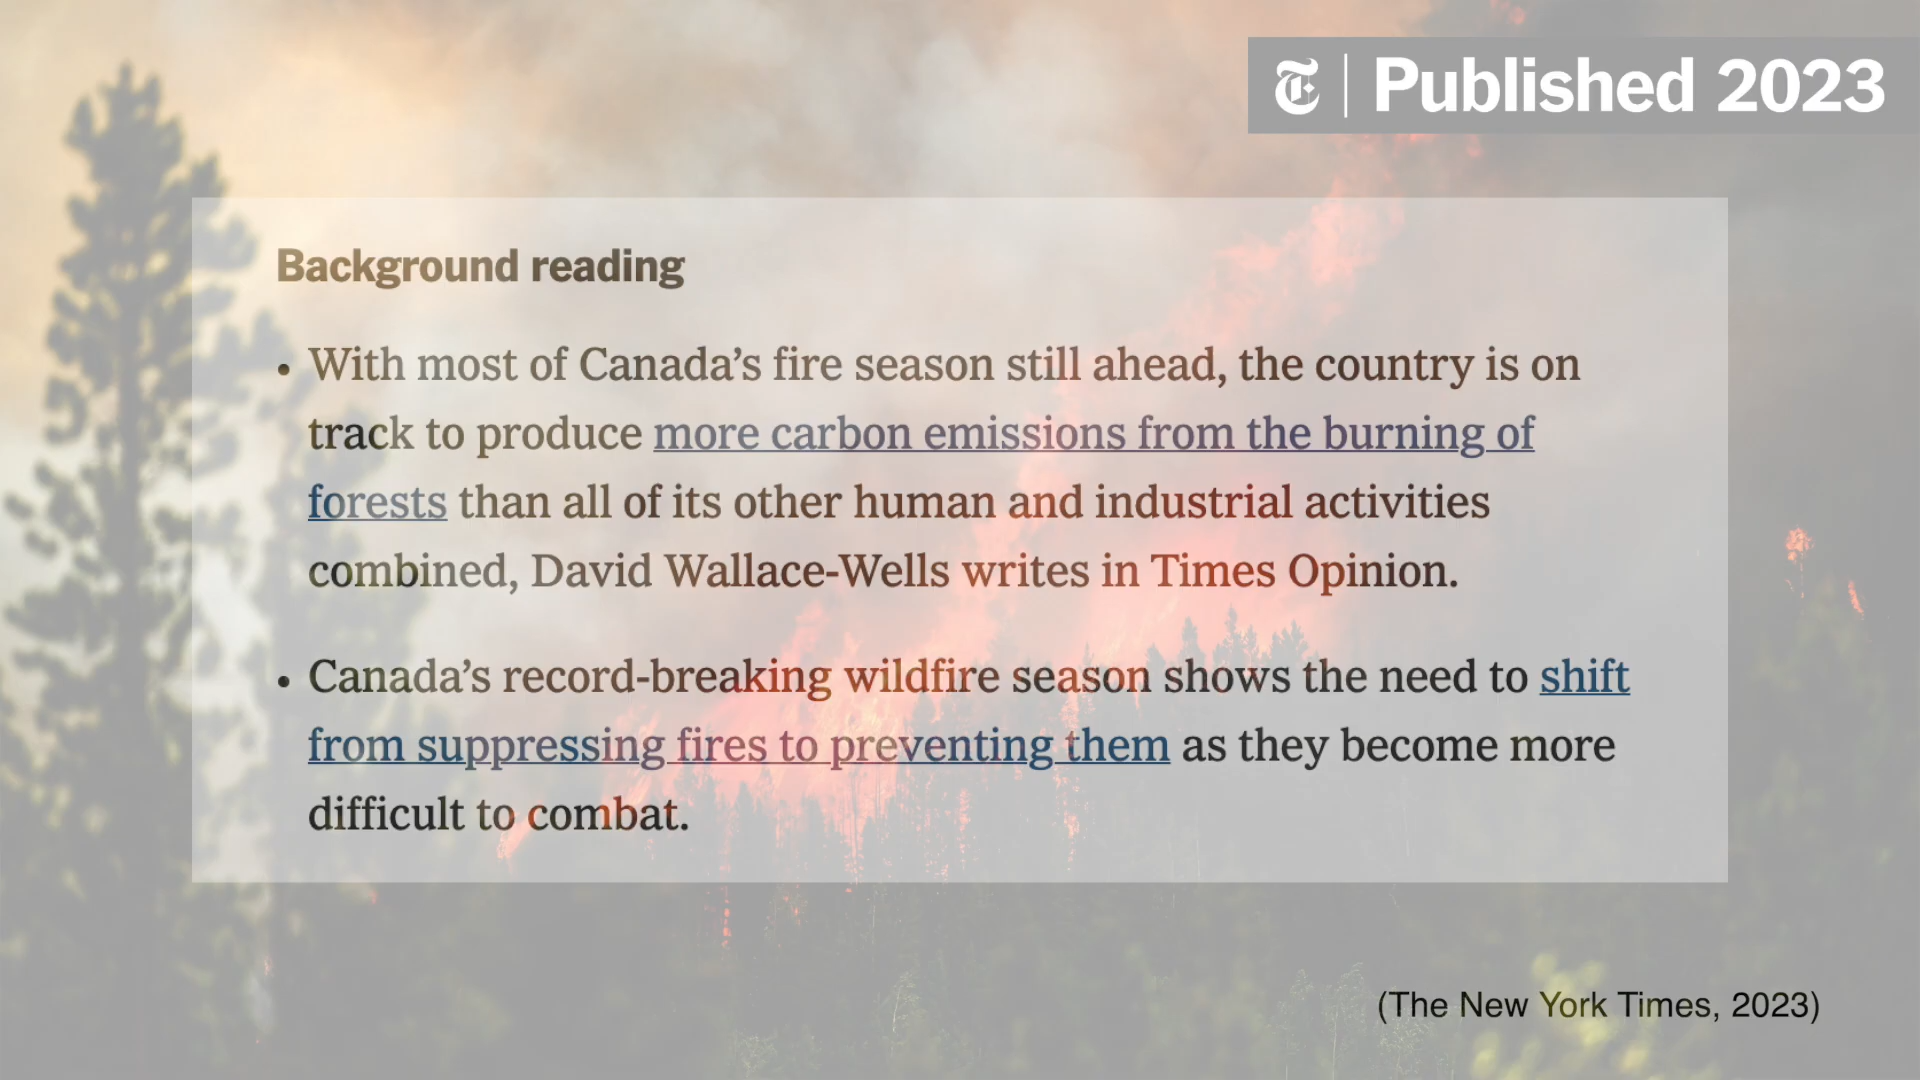 T | Published 2023
Background reading
• With most of Canada’s fire season still ahead, the country is on
track to produce more carbon emissions from the burning of
forests than all of its other human and industrial activities
combined, David Wallace-Wells writes in Times Opinion.
• Canada’s record-breaking wildfire season shows the need to shift
from suppressing fires to preventing them as they become more
difficult to combat.
(The New York Times, 2023)